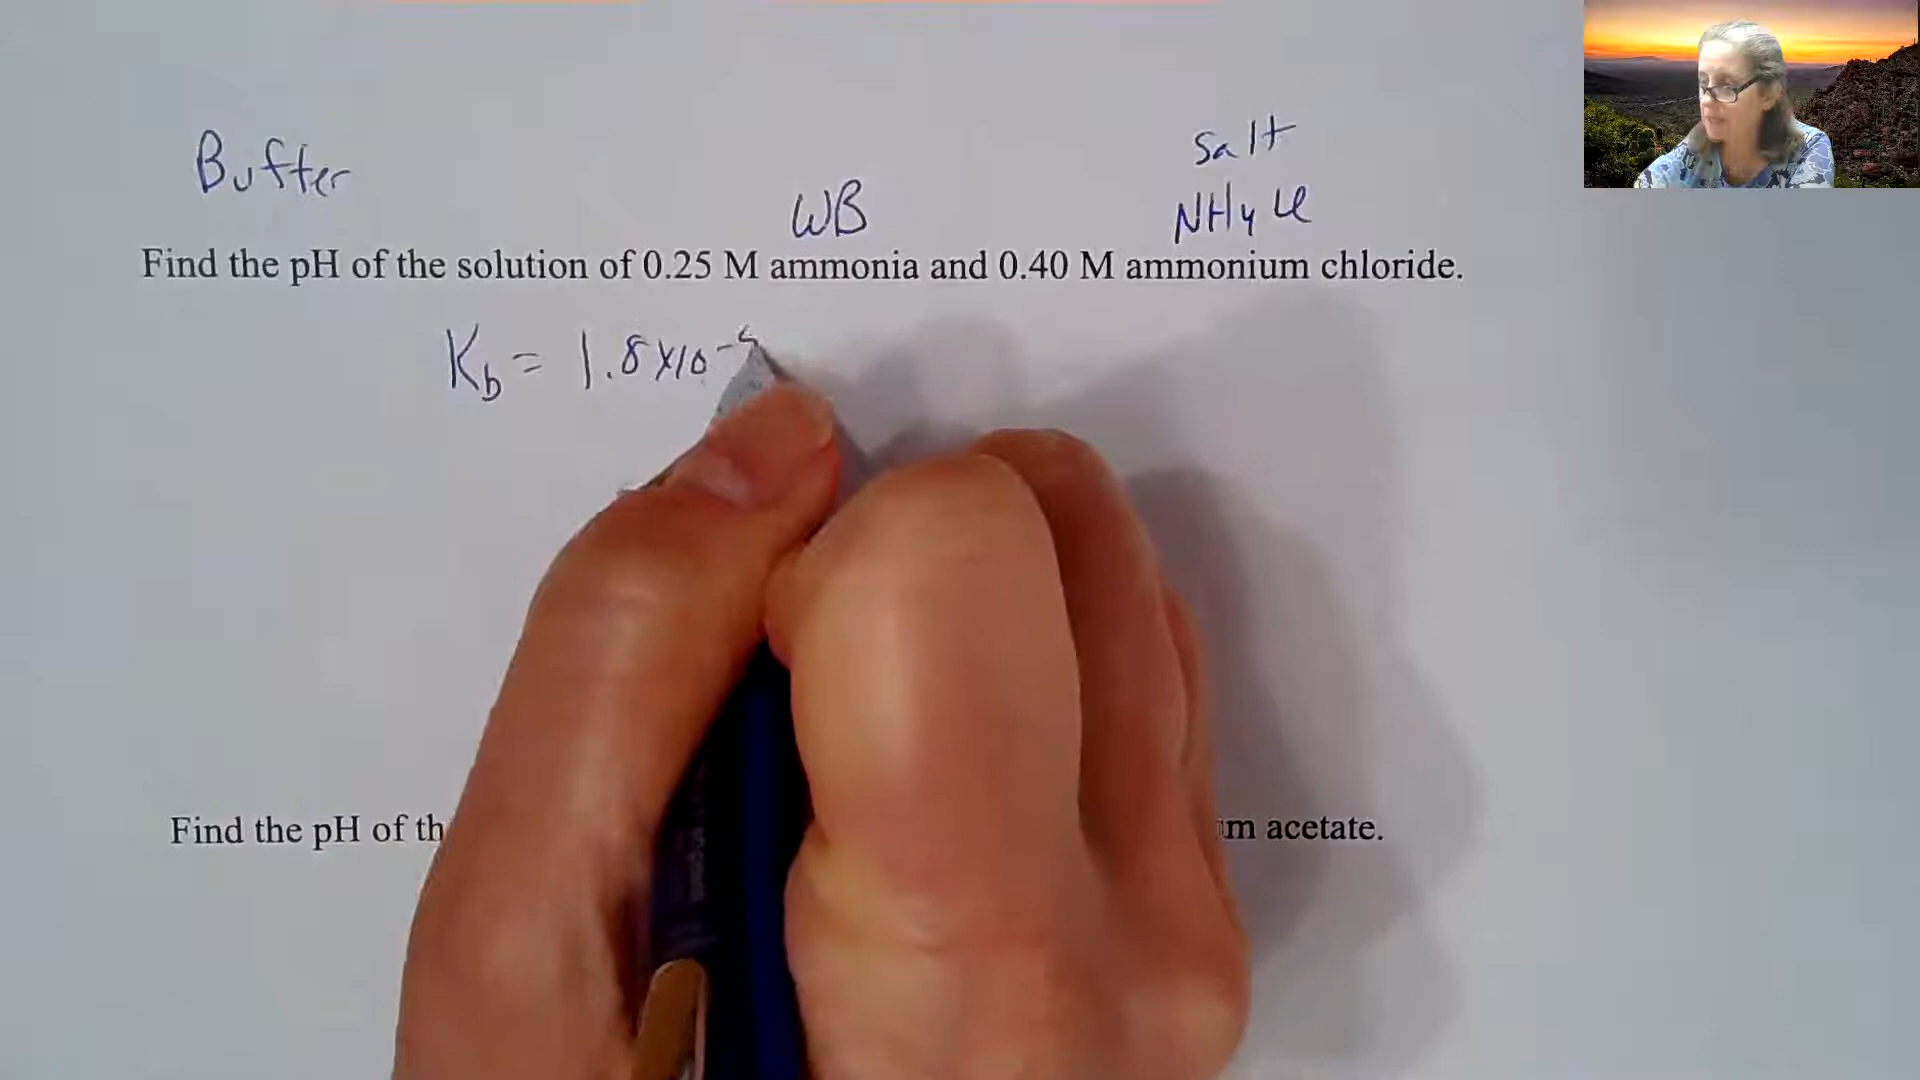 Buffer
Salt
WB
NH4Cl
Find the pH of the solution of 0.25 M ammonia and 0.40 M ammonium chloride.
Kb = 1.8x10-5
Find the pH of th
m acetate.